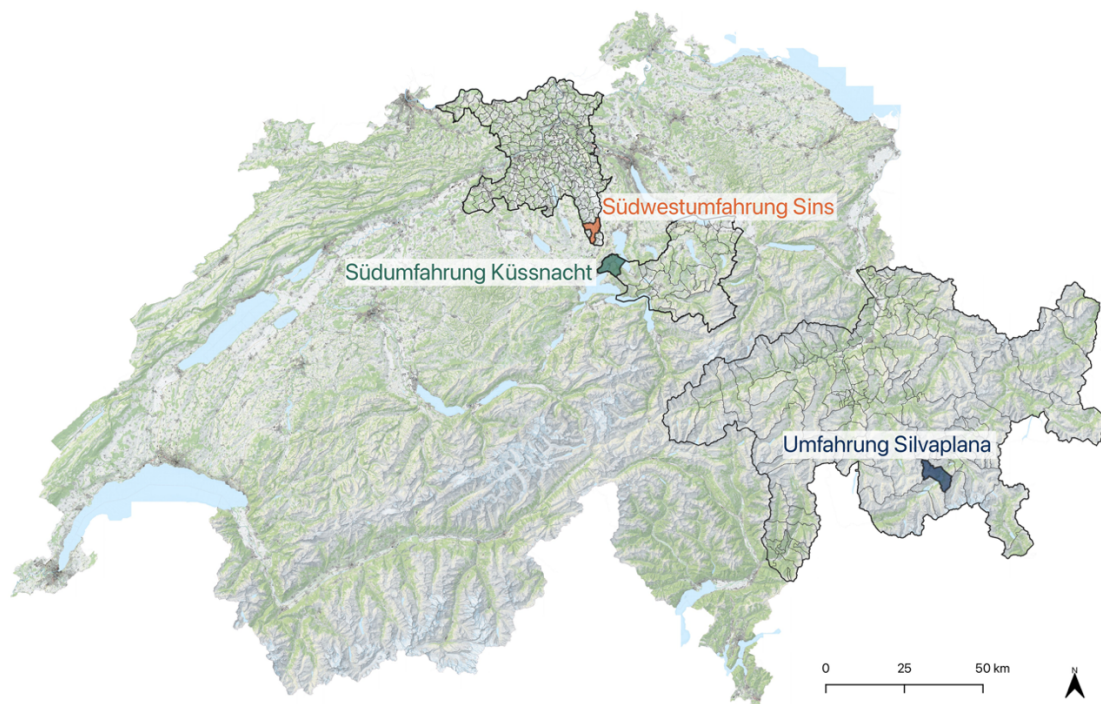 Südwestumfahrung Sins
Südumfahrung Küssnacht
Umfahrung Silvaplana
0 25 50 km
N